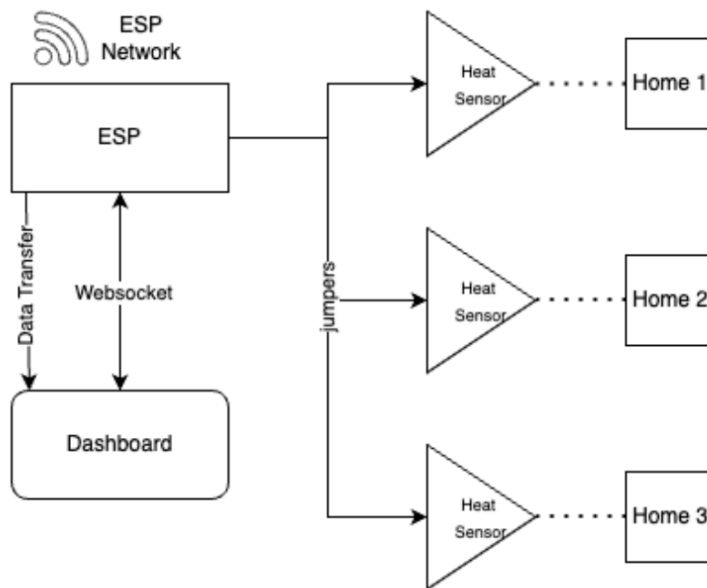 ESP
Network
ESP
Data Transfer
Websocket
Dashboard
jumpers
Heat
Sensor
Home 1
Heat
Sensor
Home 2
Heat
Sensor
Home 3